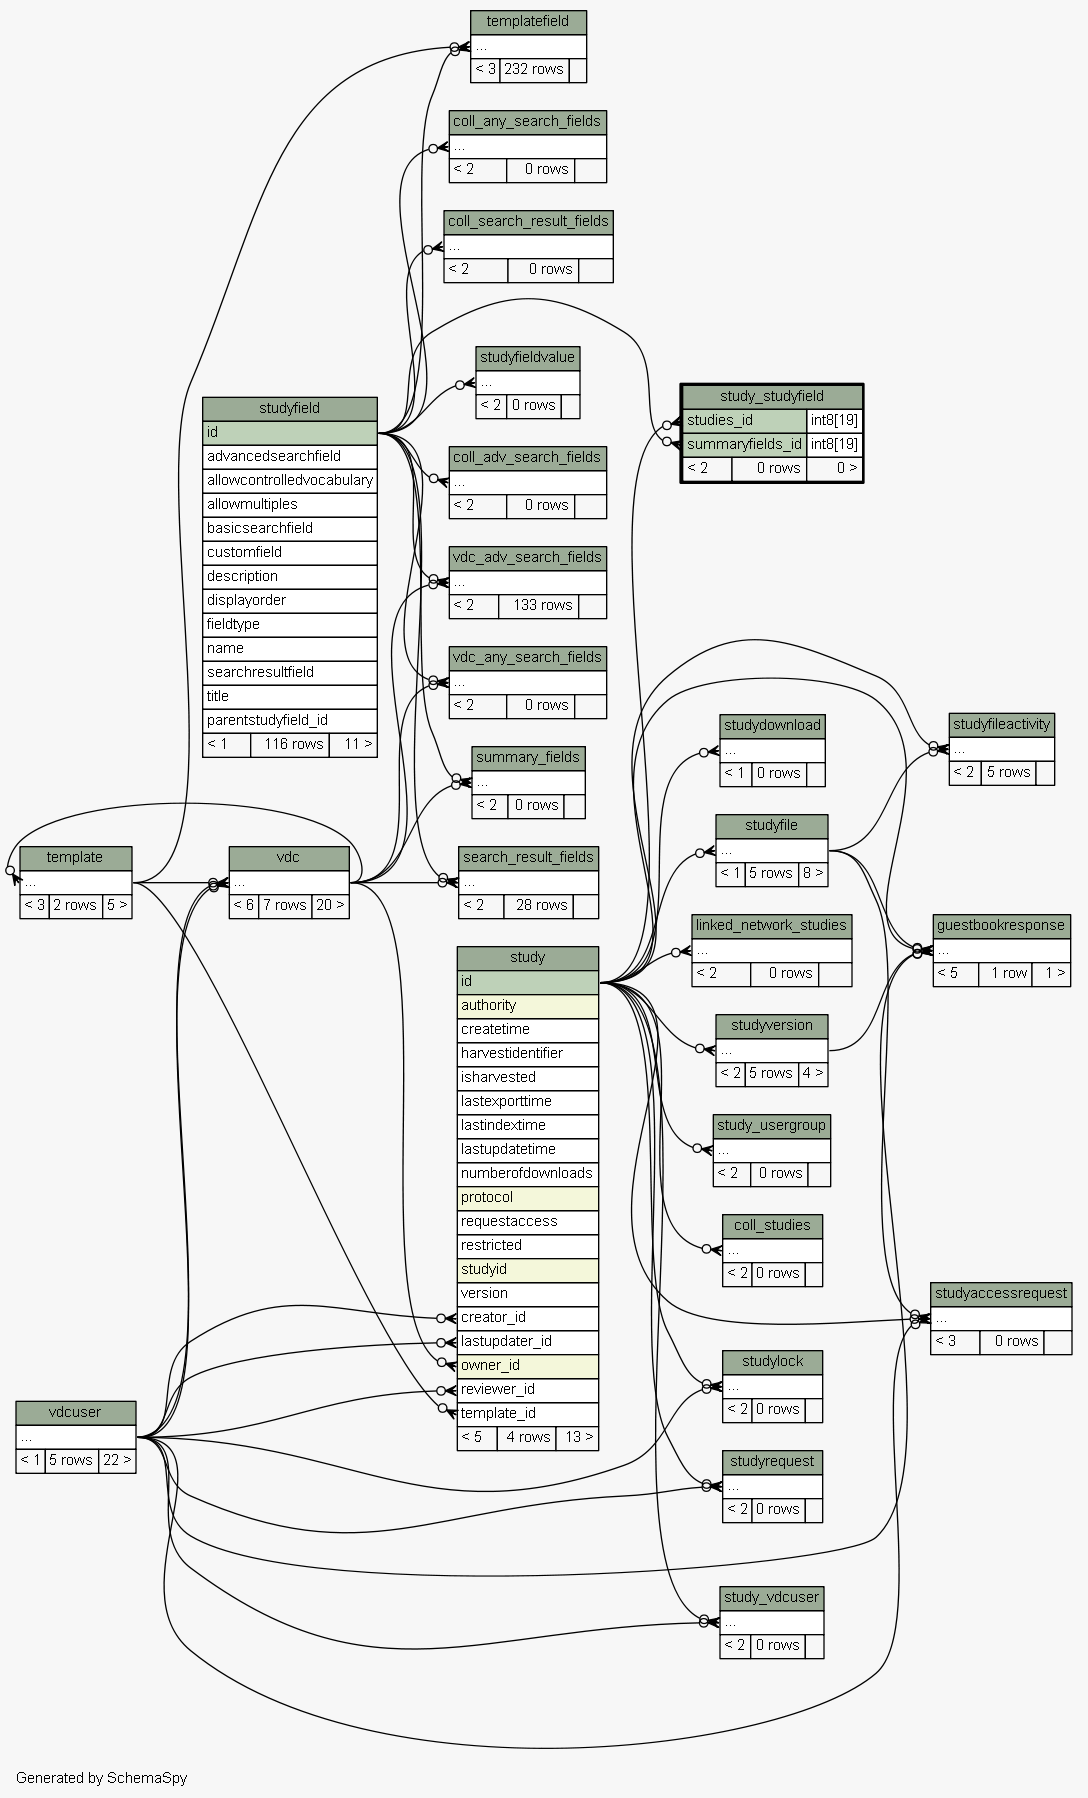 templatefield
...
< 3 232 rows
coll_any_search_fields
...
< 2 0 rows
coll_search_result_fields
...
< 2 0 rows
studyfieldvalue
...
< 2 0 rows
study_studyfield
studies_id int8[19]
summaryfields_id int8[19]
< 2 0 rows 0 >
studyfield
id
advancedsearchfield
allowcontrolledvocabulary
allowmultiples
basicsearchfield
customfield
description
displayorder
fieldtype
name
searchresultfield
title
parentstudyfield_id
< 1 116 rows 11 >
coll_adv_search_fields
...
< 2 0 rows
vdc_adv_search_fields
...
< 2 133 rows
vdc_any_search_fields
...
< 2 0 rows
summary_fields
...
< 2 0 rows
studydownload
...
< 1 0 rows
studyfileactivity
...
< 2 5 rows
studyfile
...
< 1 5 rows 8 >
template
...
< 3 2 rows 5 >
vdc
...
< 6 7 rows 20 >
search_result_fields
...
< 2 28 rows
linked_network_studies
...
< 2 0 rows
guestbookresponse
...
< 5 1 row 1 >
study
id
authority
createtime
harvestidentifier
isharvested
lastexporttime
lastindextime
lastupdatetime
numberofdownloads
protocol
requestaccess
restricted
studyid
version
creator_id
lastupdater_id
owner_id
reviewer_id
template_id
< 5 4 rows 13 >
studyversion
...
< 2 5 rows 4 >
study_usergroup
...
< 2 0 rows
coll_studies
...
< 2 0 rows
studyaccessrequest
...
< 3 0 rows
studylock
...
< 2 0 rows
vdcuser
...
< 1 5 rows 22 >
studyrequest
...
< 2 0 rows
study_vdcuser
...
< 2 0 rows
Generated by SchemaSpy